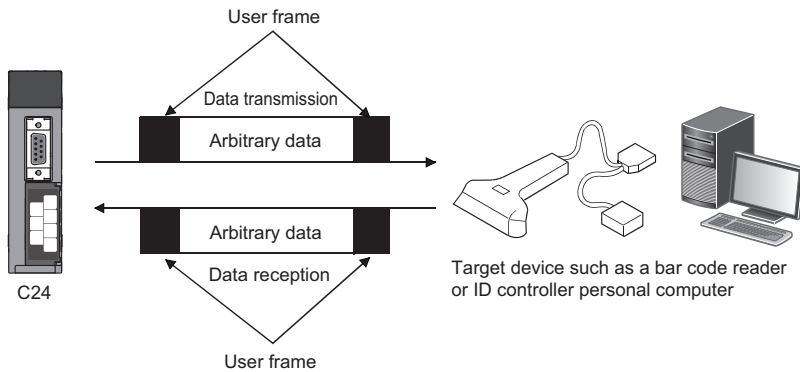 User frame
Data transmission
Arbitrary data
Arbitrary data
Data reception
User frame
C24
Target device such as a bar code reader
or ID controller personal computer